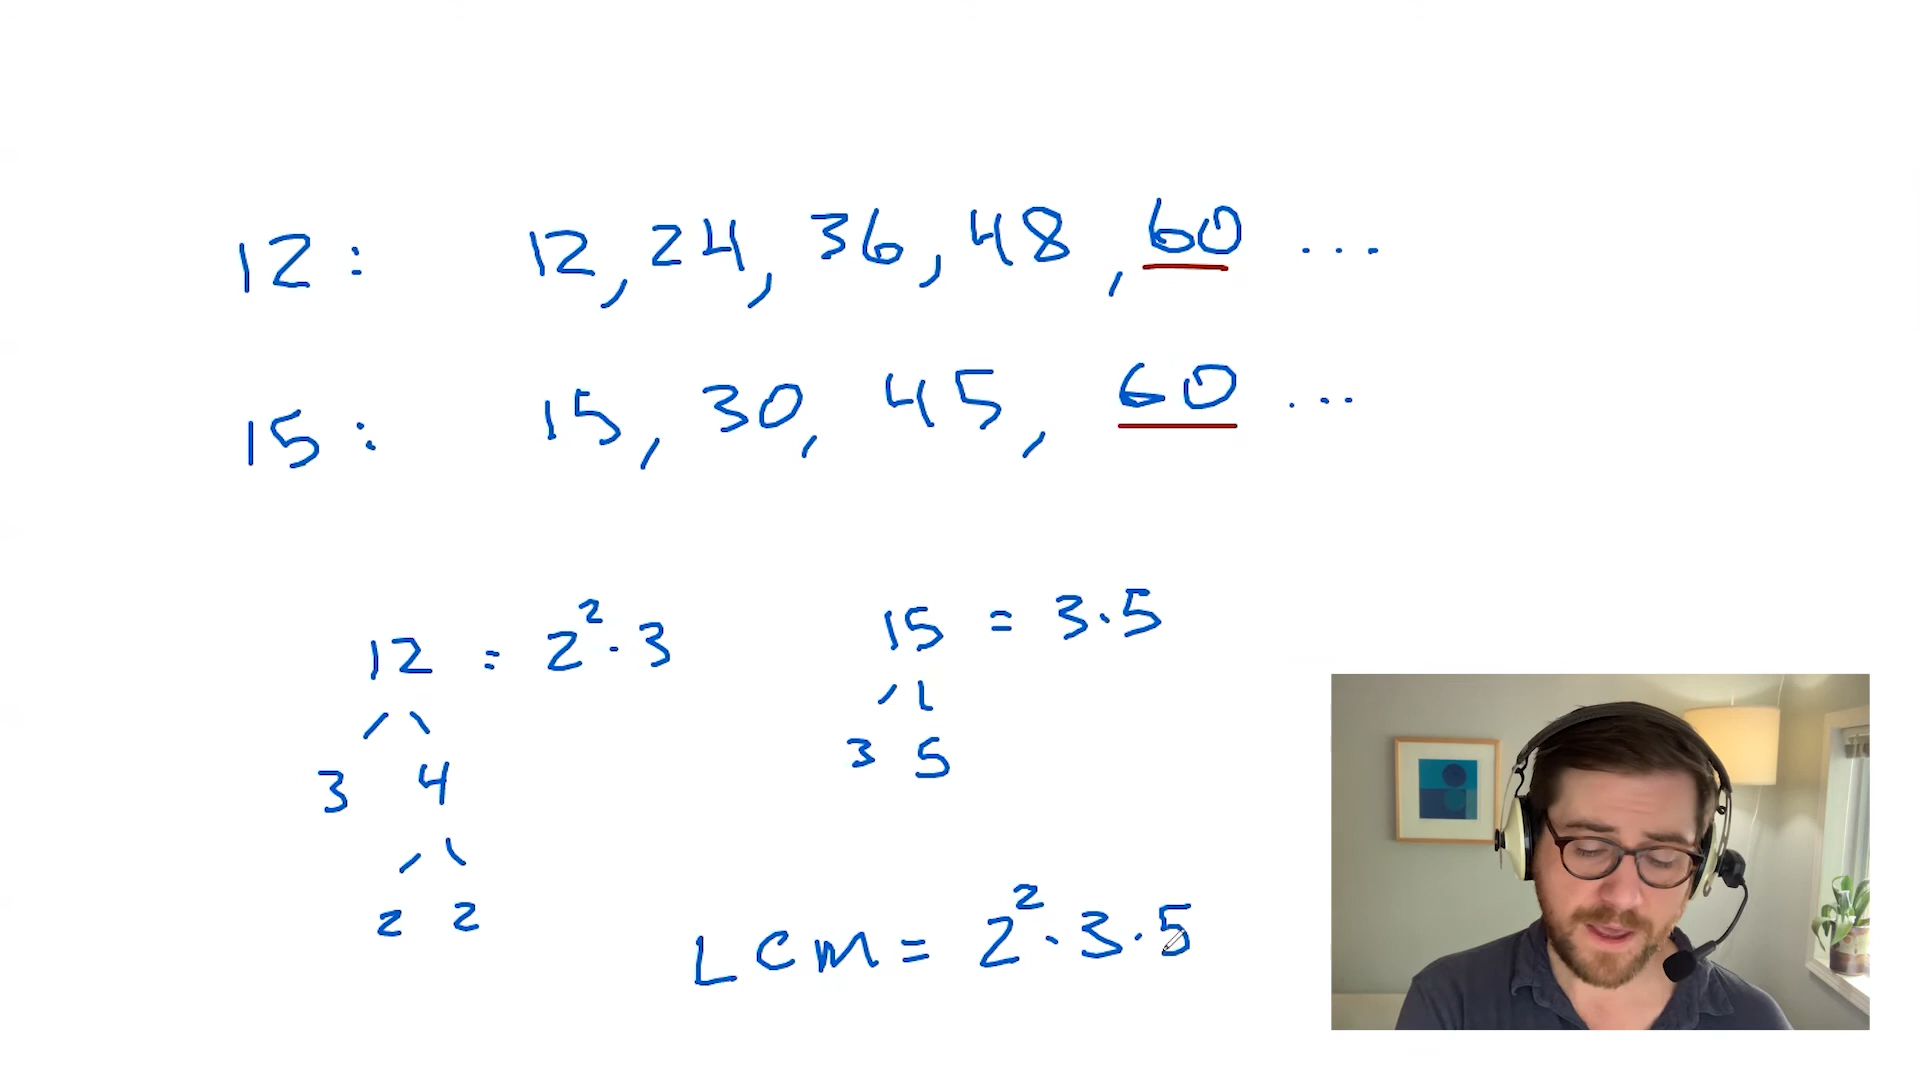 12: 12, 24, 36, 48, 60 ...
15: 15, 30, 45, 60 ...
12 = 2² · 3
15 = 3 · 5
3 4
3 5
2 2
LCM = 2² · 3 · 5